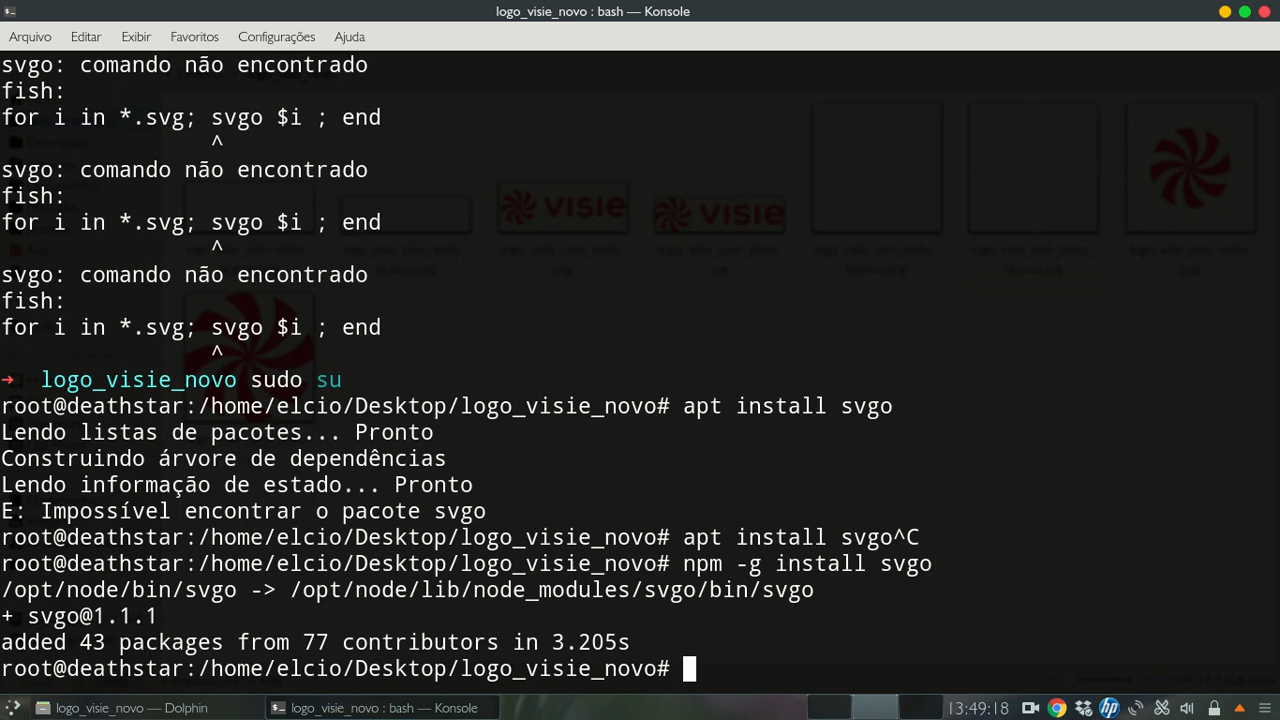 logo_visie_novo : bash — Konsole
Arquivo Editar Exibir Favoritos Configurações Ajuda
svgo: comando não encontrado
fish:
for i in *.svg; svgo $i ; end
^
svgo: comando não encontrado
fish:
for i in *.svg; svgo $i ; end
^
svgo: comando não encontrado
fish:
for i in *.svg; svgo $i ; end
^
➜ logo_visie_novo sudo su
root@deathstar:/home/elcio/Desktop/logo_visie_novo# apt install svgo
Lendo listas de pacotes... Pronto
Construindo árvore de dependências
Lendo informação de estado... Pronto
E: Impossível encontrar o pacote svgo
root@deathstar:/home/elcio/Desktop/logo_visie_novo# apt install svgo^C
root@deathstar:/home/elcio/Desktop/logo_visie_novo# npm -g install svgo
/opt/node/bin/svgo -> /opt/node/lib/node_modules/svgo/bin/svgo
+ svgo@1.1.1
added 43 packages from 77 contributors in 3.205s
root@deathstar:/home/elcio/Desktop/logo_visie_novo#
VISIE VISIE
logo_visie_novo — Dolphin logo_visie_novo : bash — Konsole 13:49:18